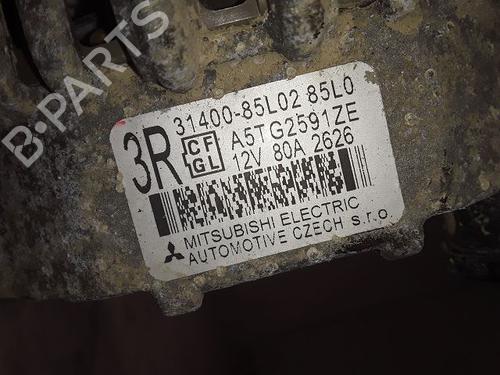 B-PARTS
3R
31400-85L02 85L0
CF
GL
A5TG2591ZE
12V 80A 2626
MITSUBISHI ELECTRIC
AUTOMOTIVE CZECH s.r.o.